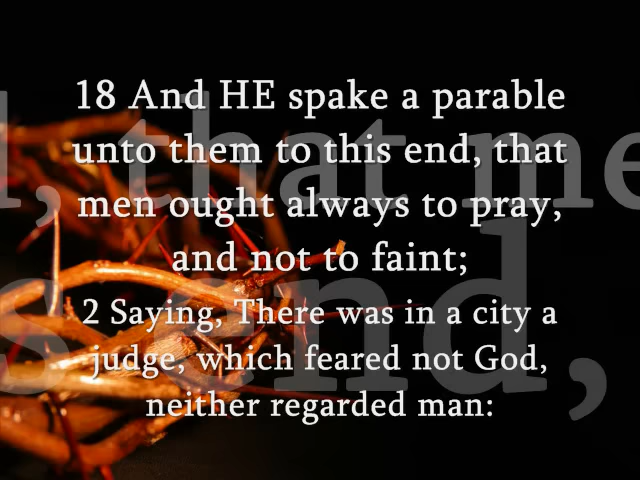 18 And HE spake a parable
unto them to this end, that
men ought always to pray,
and not to faint;
2 Saying, There was in a city a
judge, which feared not God,
neither regarded man: